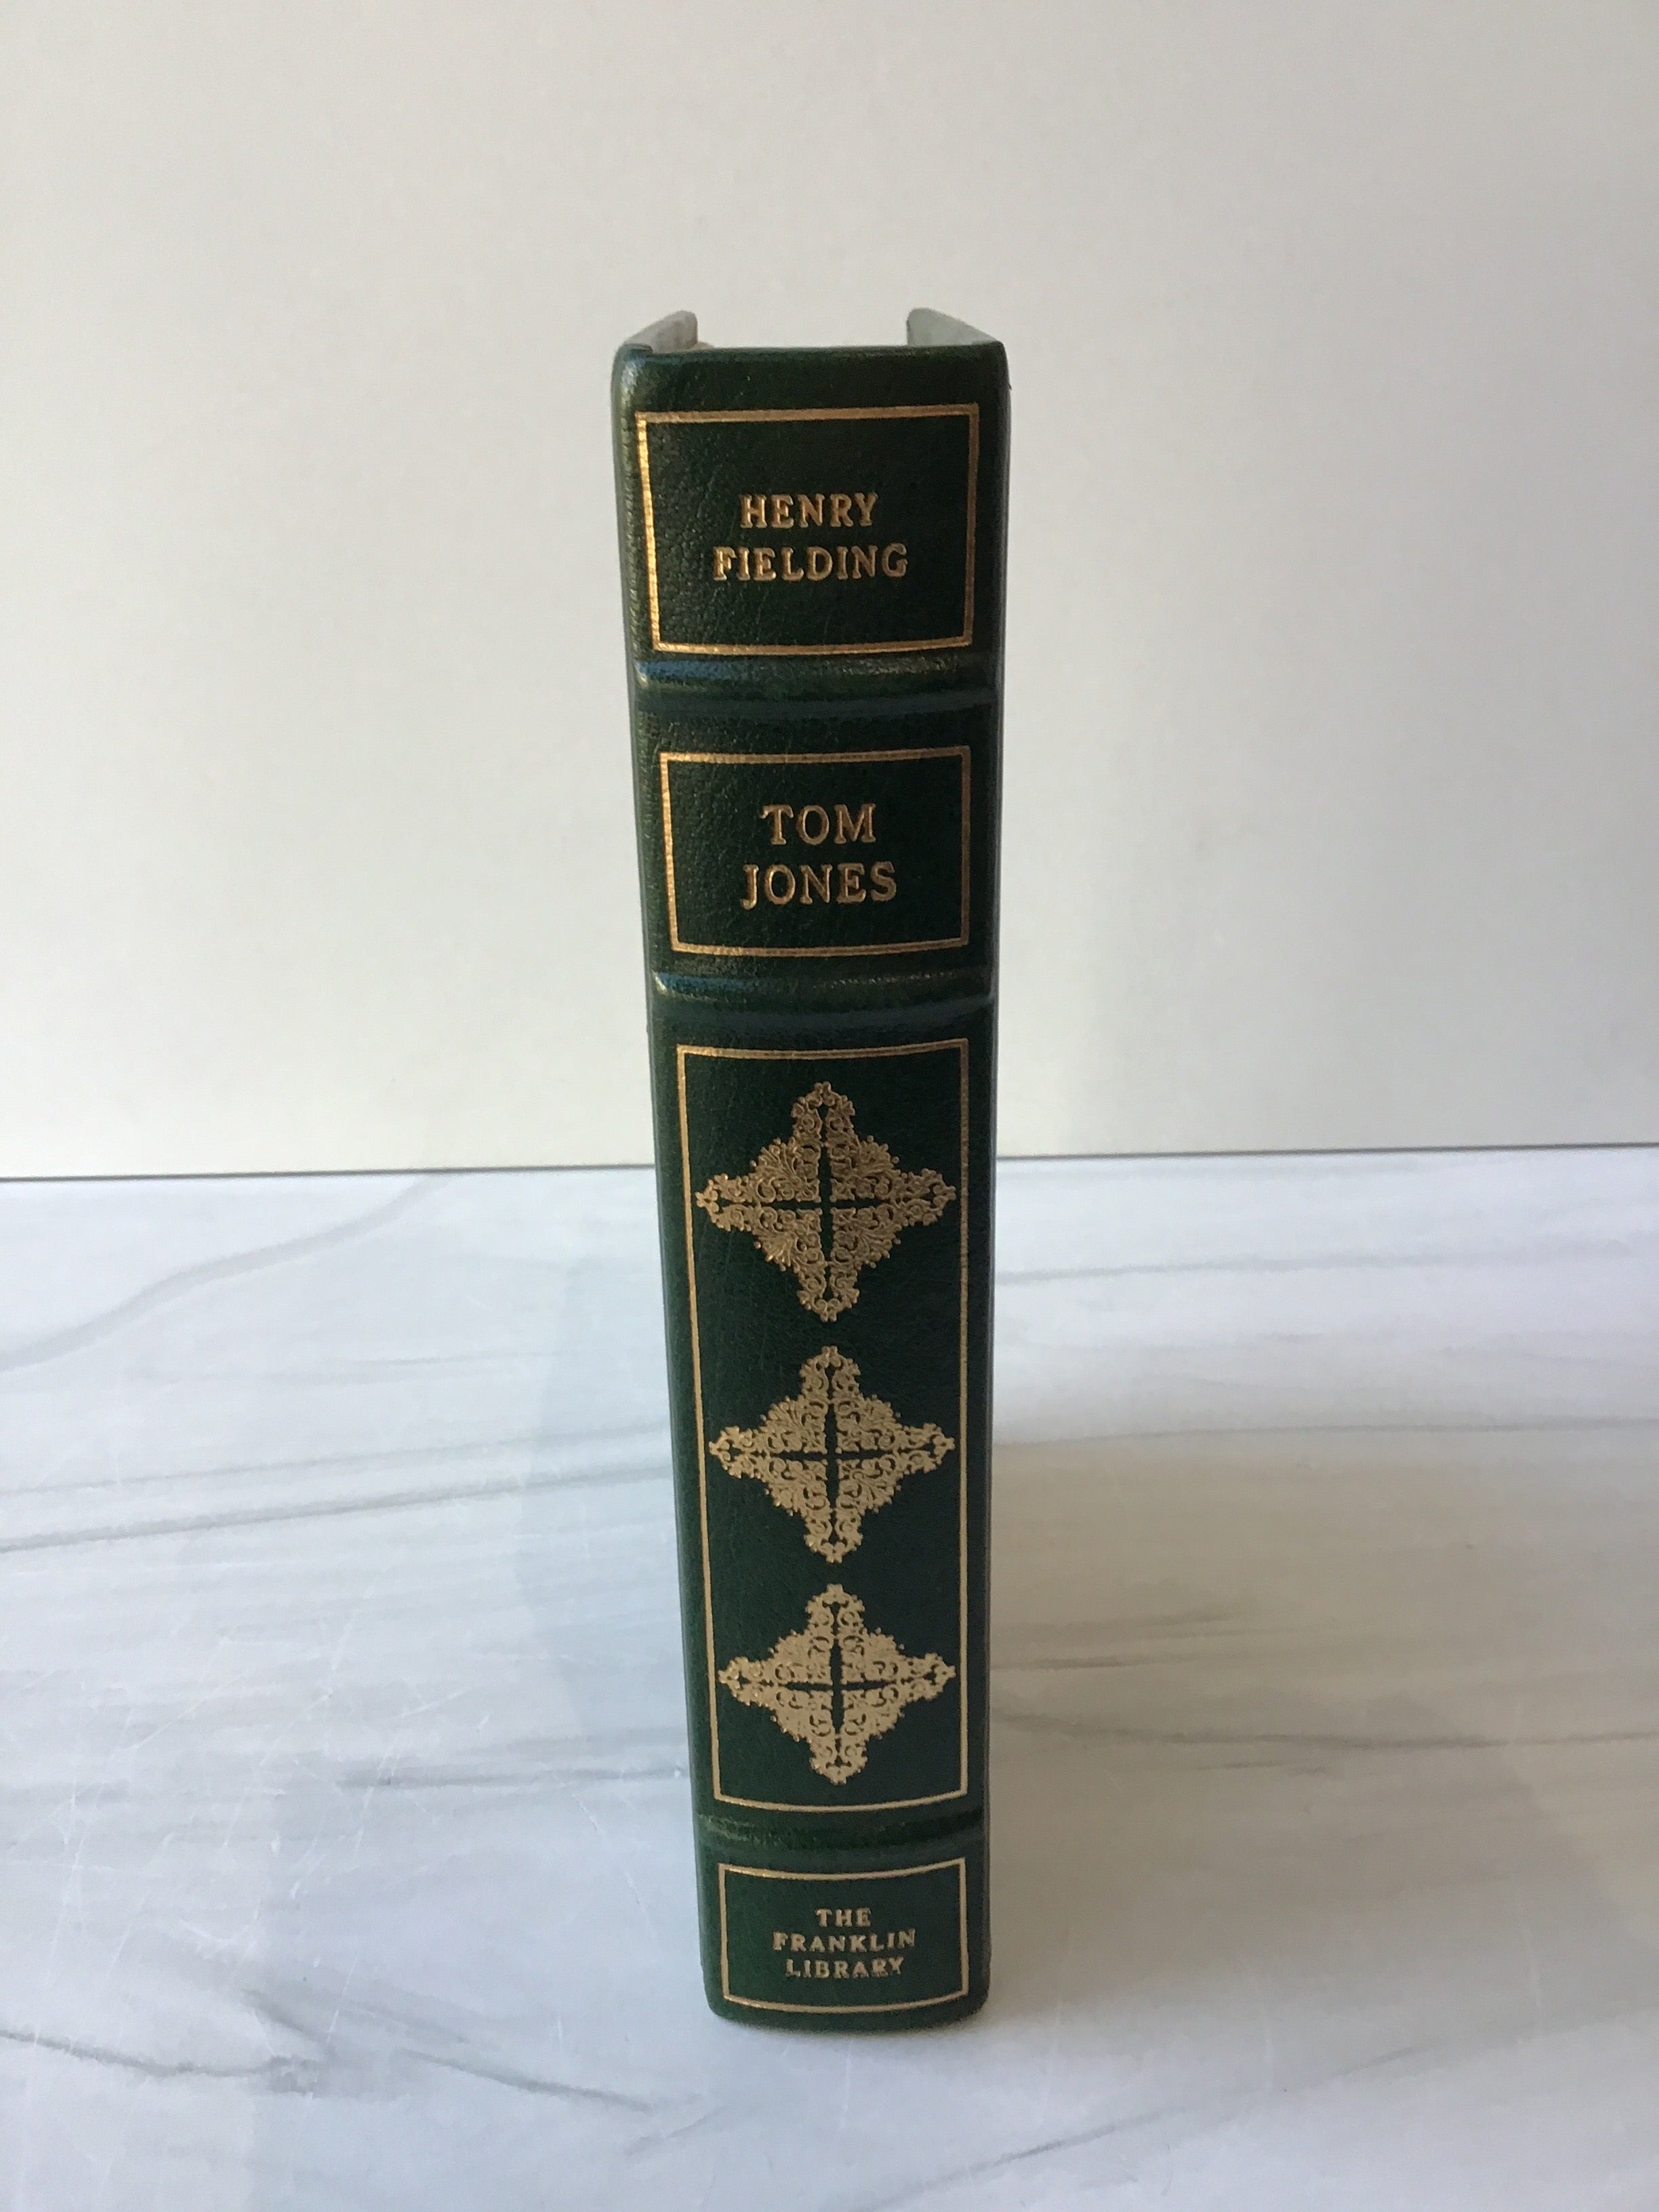 HENRY
FIELDING
TOM
JONES
THE
FRANKLIN
LIBRARY